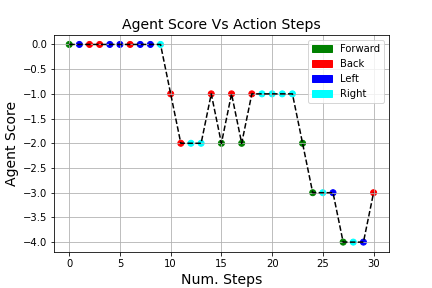 Agent Score Vs Action Steps
Forward
Back
Left
Right
0.0
−0.5
−1.0
−1.5
−2.0
−2.5
−3.0
−3.5
−4.0
Agent Score
0 5 10 15 20 25 30
Num. Steps